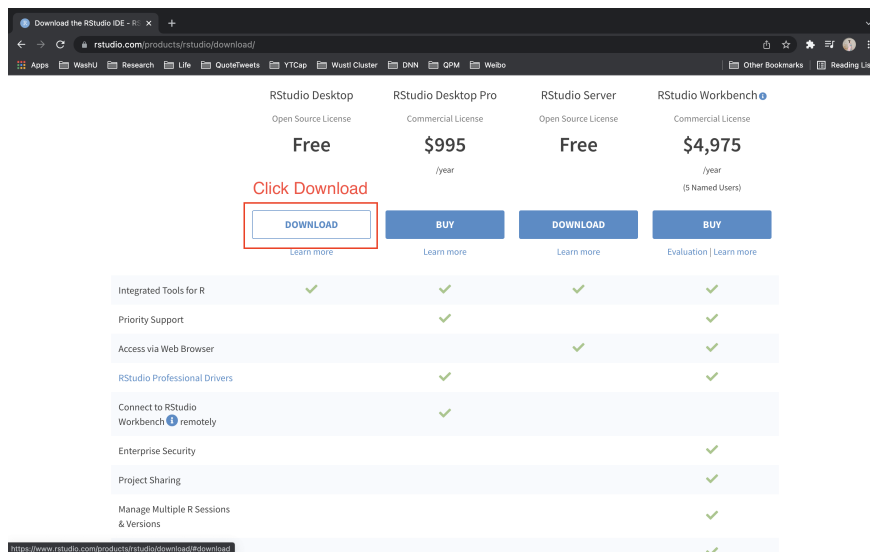 Download the RStudio IDE - RS
rstudio.com/products/rstudio/download/
Apps WashU Research Life QuoteTweets YTCap Wustl Cluster DNN QPM Weibo Other Bookmarks Reading Lis
RStudio Desktop RStudio Desktop Pro RStudio Server RStudio Workbench
Open Source License Commercial License Open Source License Commercial License
Free $995 Free $4,975
/year /year
(5 Named Users)
Click Download
DOWNLOAD BUY DOWNLOAD BUY
Learn more Learn more Learn more Evaluation | Learn more
Integrated Tools for R
Priority Support
Access via Web Browser
RStudio Professional Drivers
Connect to RStudio
Workbench i remotely
Enterprise Security
Project Sharing
Manage Multiple R Sessions
& Versions
https://www.rstudio.com/products/rstudio/download/#download